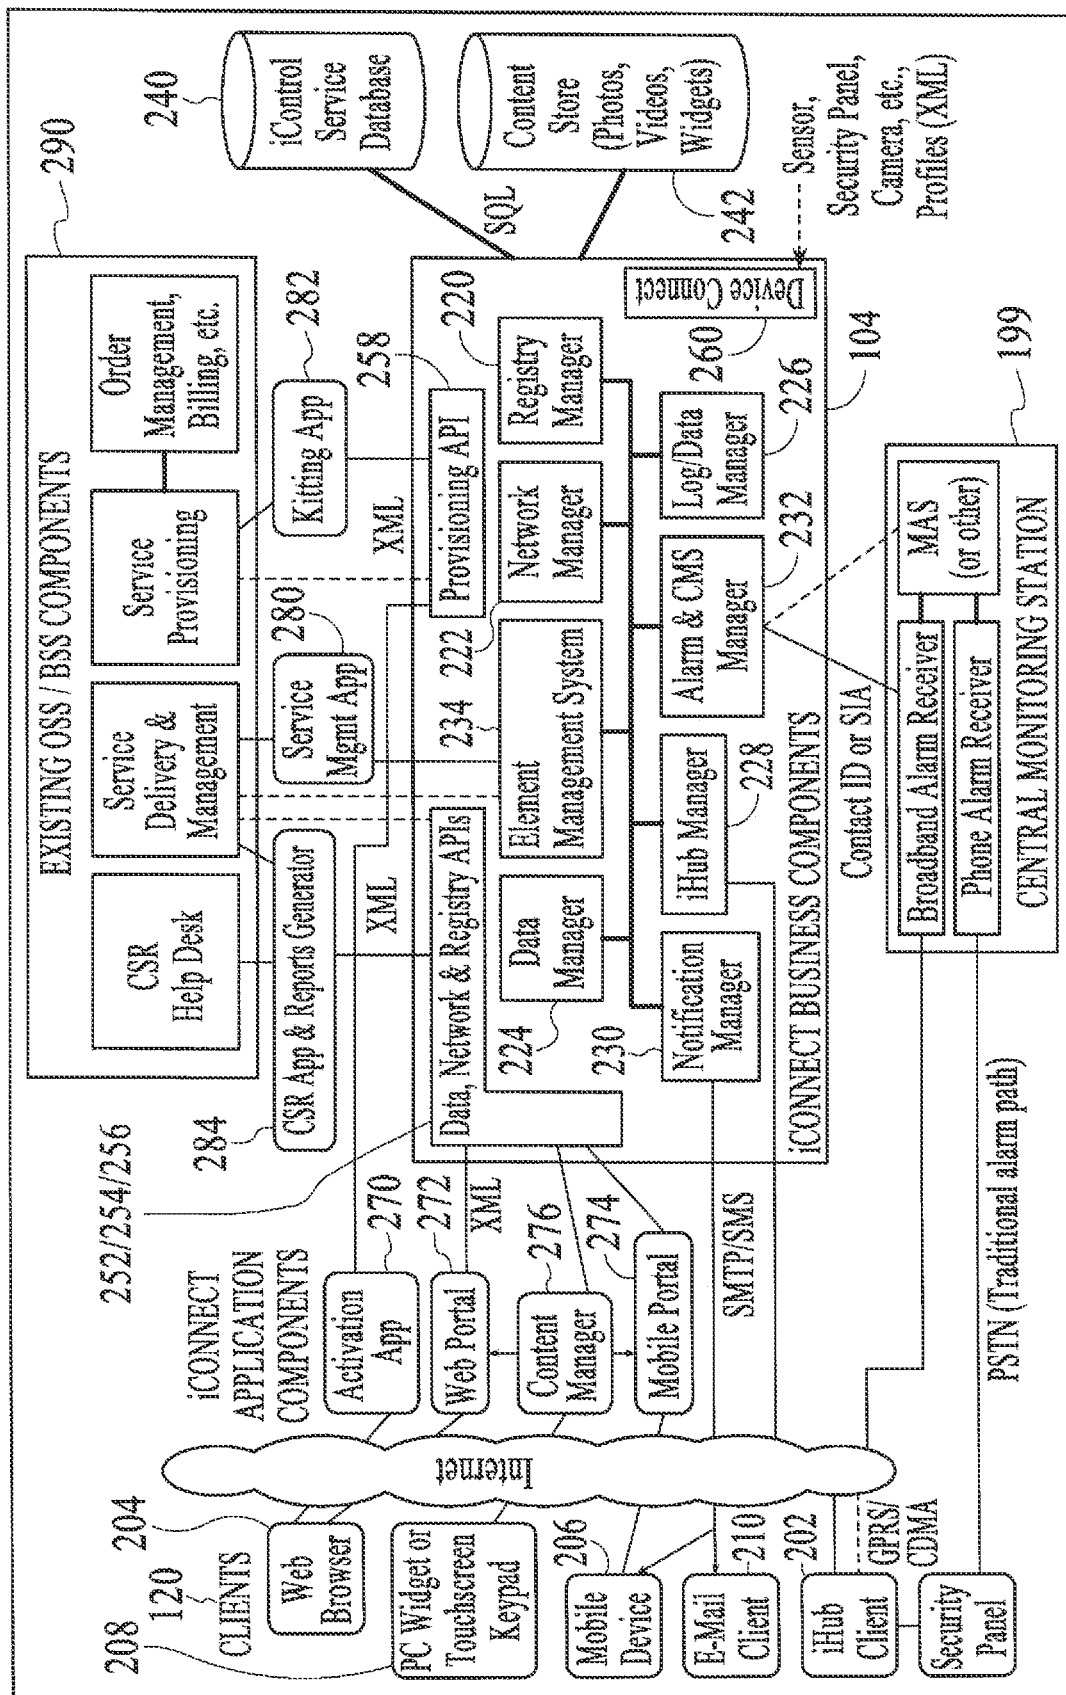 290
EXISTING OSS / BSS COMPONENTS
CSR
Help Desk
Service
Delivery &
Management
Service
Provisioning
Order
Management,
Billing, etc.
240
iControl
Service
Database
Content
Store
(Photos,
Videos,
Widgets)
242
SQL
Sensor,
Security Panel,
Camera, etc.,
Profiles (XML)
284
CSR App & Reports Generator
280
Service
Mgmt App
282
Kitting App
XML
XML
258
252/254/256
Data, Network & Registry APIs
Provisioning API
234
222
220
224
Data
Manager
Element
Management System
Network
Manager
Registry
Manager
230
Notification
Manager
iHub Manager
228
Alarm & CMS
Manager
232
Log/Data
Manager
226
260
Device Connect
iCONNECT BUSINESS COMPONENTS
104
iCONNECT
APPLICATION
COMPONENTS
Activation
App
270
Web Portal
272
XML
Content
Manager
276
Mobile Portal
274
SMTP/SMS
Internet
120
CLIENTS
204
Web
Browser
208
PC Widget or
Touchscreen
Keypad
206
Mobile
Device
210
E-Mail
Client
202
iHub
Client
GPRS/
CDMA
Security
Panel
PSTN (Traditional alarm path)
Contact ID or SIA
199
Broadband Alarm Receiver
Phone Alarm Receiver
MAS
(or other)
CENTRAL MONITORING STATION